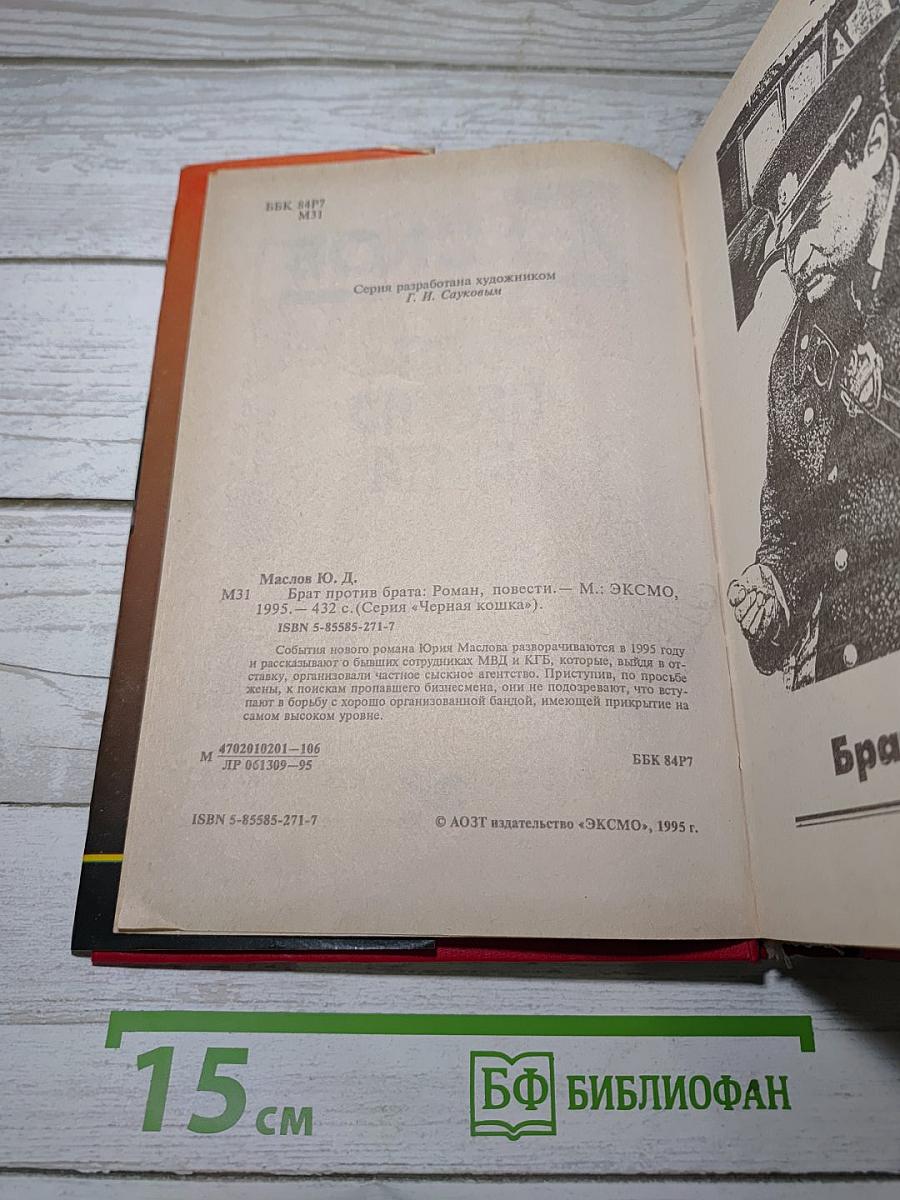 ББК 84Р7
М31
Серия разработана художником
Г. И. Сауковым
Маслов Ю. Д.
М31 Брат против брата: Роман, повести.— М.: ЭКСМО,
1995.— 432 с.(Серия «Черная кошка»).
ISBN 5-85585-271-7
События нового романа Юрия Маслова разворачиваются в 1995 году
и рассказывают о бывших сотрудниках МВД и КГБ, которые, выйдя в от-
ставку, организовали частное сыскное агентство. Приступив, по просьбе
жены, к поискам пропавшего бизнесмена, они не подозревают, что всту-
пают в борьбу с хорошо организованной бандой, имеющей прикрытие на
самом высоком уровне.
М 4702010201—106
ЛР 061309—95
ББК 84Р7
ISBN 5-85585-271-7
© АОЗТ издательство «ЭКСМО», 1995 г.
Бра
15 см
БФ БИБЛИОФАН